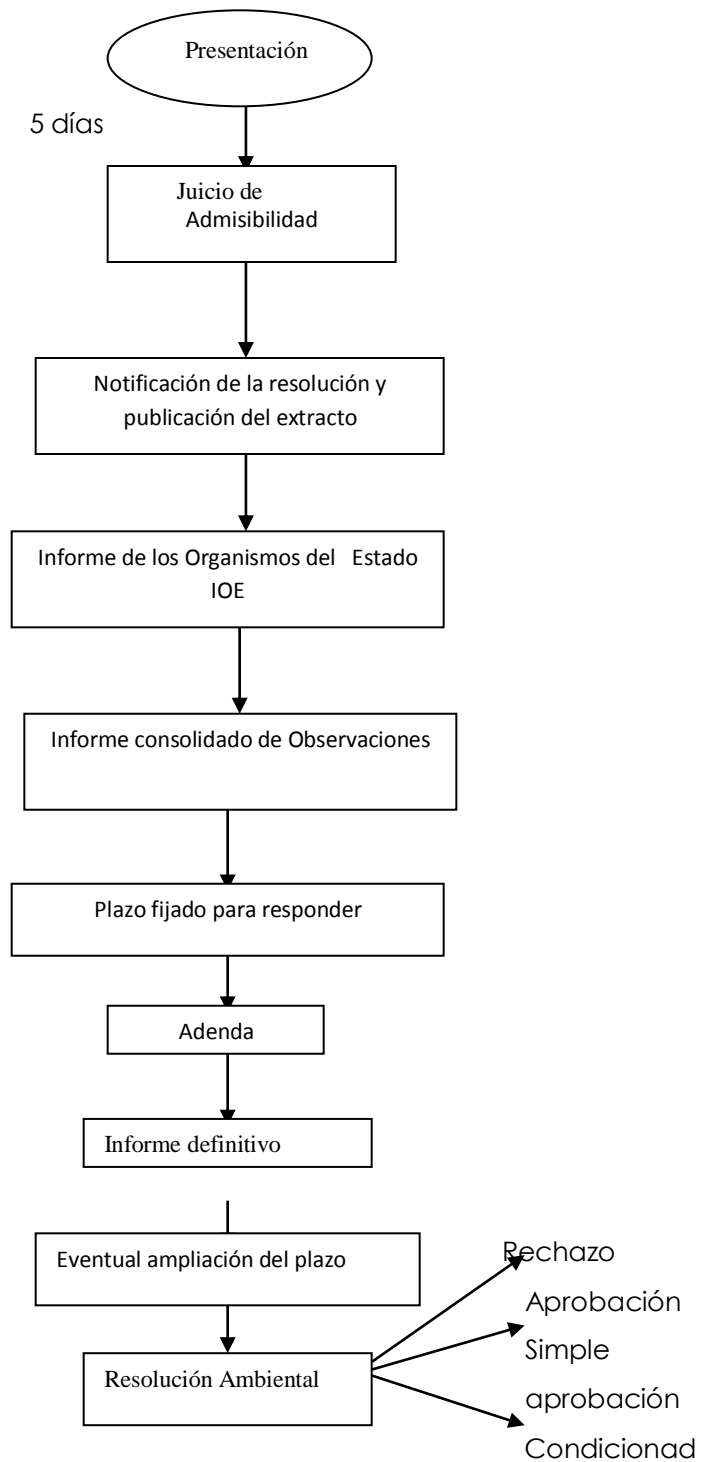 Presentación
5 días
Juicio de
Admisibilidad
Notificación de la resolución y
publicación del extracto
Informe de los Organismos del Estado
IOE
Informe consolidado de Observaciones
Plazo fijado para responder
Adenda
Informe definitivo
Eventual ampliación del plazo
Resolución Ambiental
Rechazo
Aprobación
Simple
aprobación
Condicionad